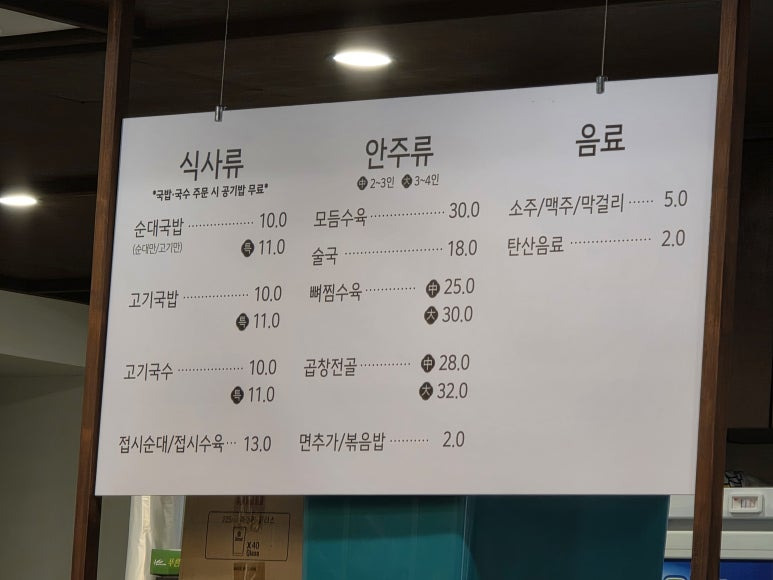 식사류
*국밥·국수 주문 시 공기밥 무료*
순대국밥 ················ 10.0
(순대만/고기만) 특 11.0
고기국밥 ················ 10.0
특 11.0
고기국수 ················ 10.0
특 11.0
접시순대/접시수육··· 13.0
안주류
中 2~3인 大 3~4인
모듬수육 ················ 30.0
술국 ······················ 18.0
뼈찜수육 ············ 中 25.0
大 30.0
곱창전골 ············ 中 28.0
大 32.0
면추가/볶음밥 ·········· 2.0
음료
소주/맥주/막걸리 ······ 5.0
탄산음료 ··················· 2.0
X40
Glass
푸른